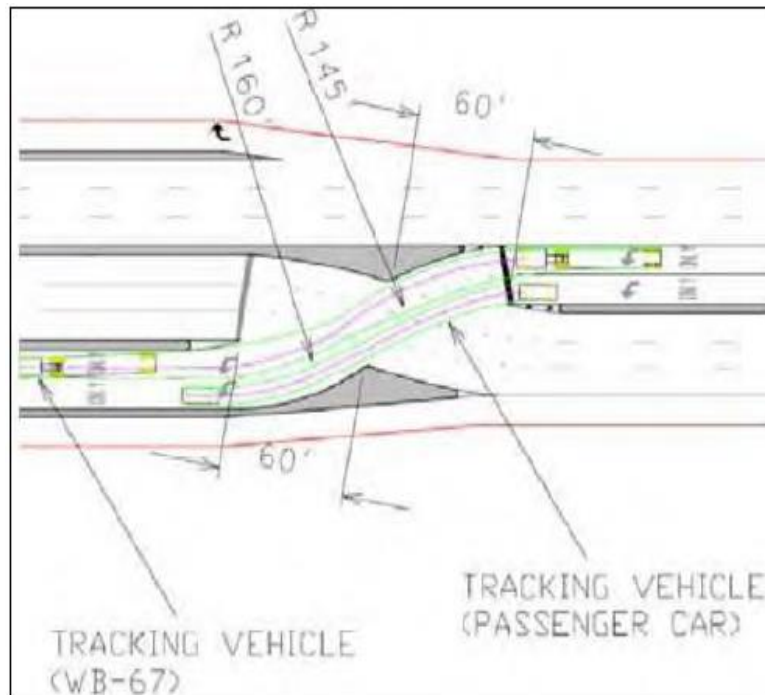 R 160'
R 145'
60'
60'
TRACKING VEHICLE
(PASSENGER CAR)
TRACKING VEHICLE
(WB-67)